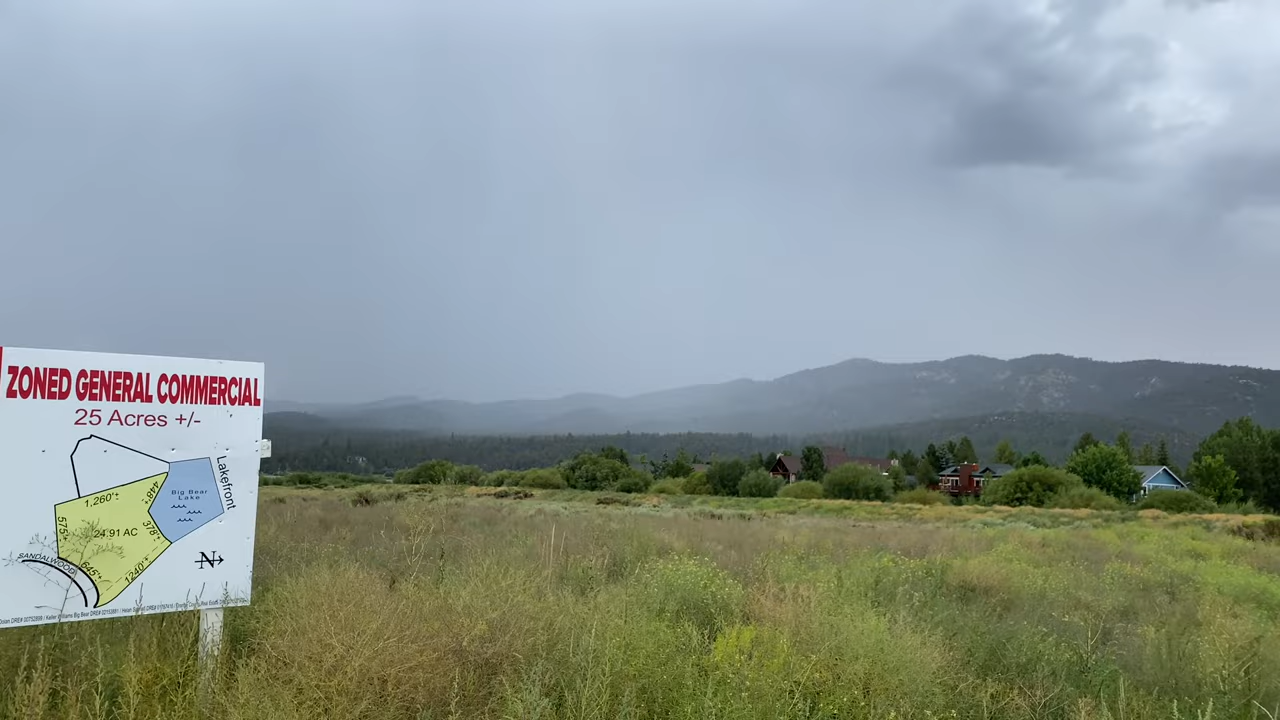 ZONED GENERAL COMMERCIAL
25 Acres +/-
Lakefront
1,260'±
448'±
Big Bear
Lake
575'±
24.91 AC
378'±
SANDALWOOD
645'±
1240'±
N